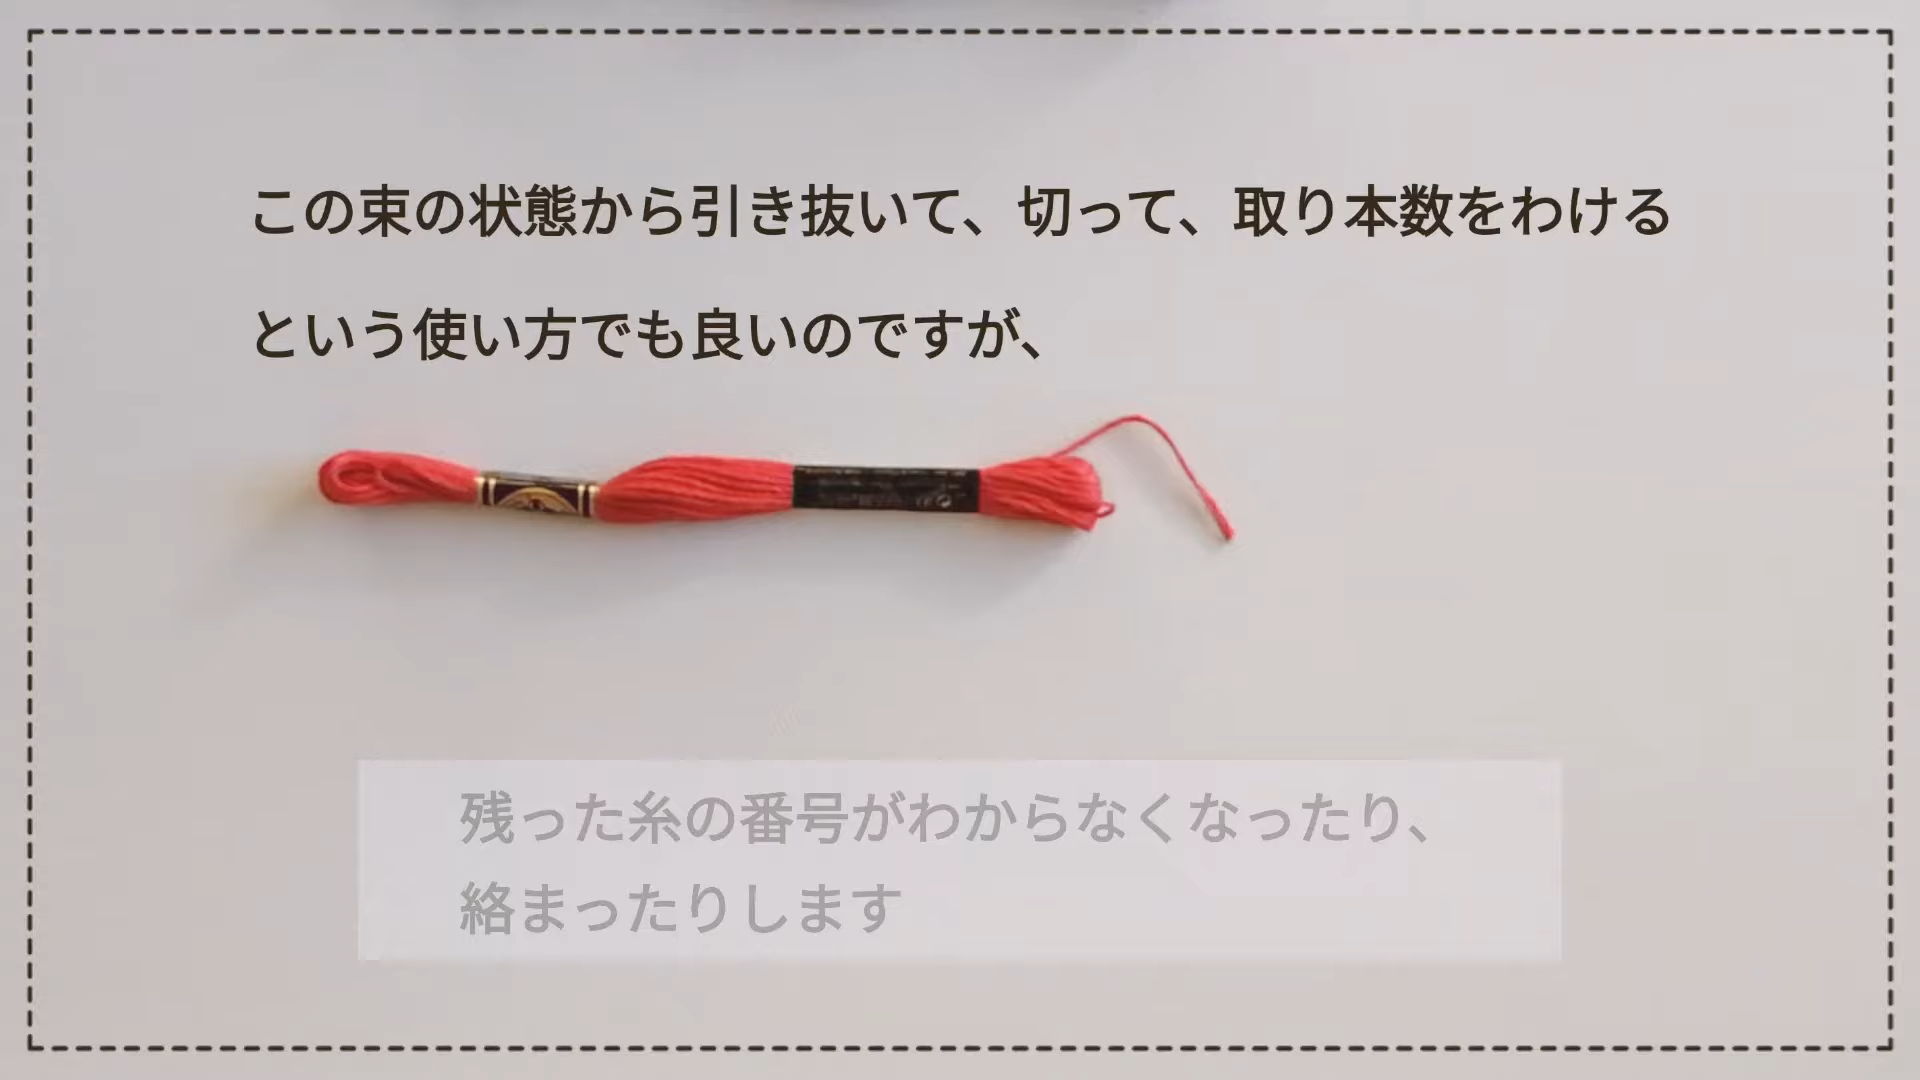 この束の状態から引き抜いて、切って、取り本数をわける
という使い方でも良いのですが、
残った糸の番号がわからなくなったり、
絡まったりします